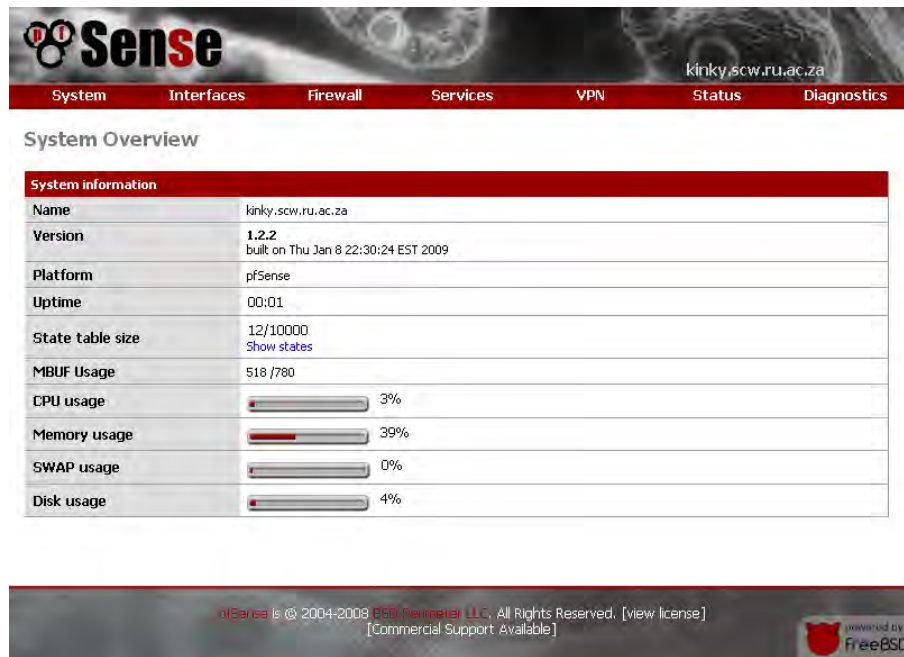 pf Sense
kinky.scw.ru.ac.za
System Interfaces Firewall Services VPN Status Diagnostics
System Overview
System information
Name kinky.scw.ru.ac.za
Version 1.2.2
built on Thu Jan 8 22:30:24 EST 2009
Platform pfSense
Uptime 00:01
State table size 12/10000
Show states
MBUF Usage 518 /780
CPU usage 3%
Memory usage 39%
SWAP usage 0%
Disk usage 4%
pfSense is © 2004-2008 BSD Perimeter LLC. All Rights Reserved. [view license]
[Commercial Support Available]
powered by
FreeBSD